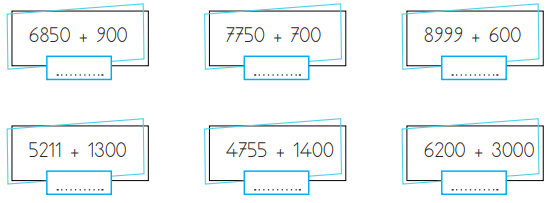 6850 + 900
7750 + 700
8999 + 600
............
............
............
5211 + 1300
4755 + 1400
6200 + 3000
............
............
............